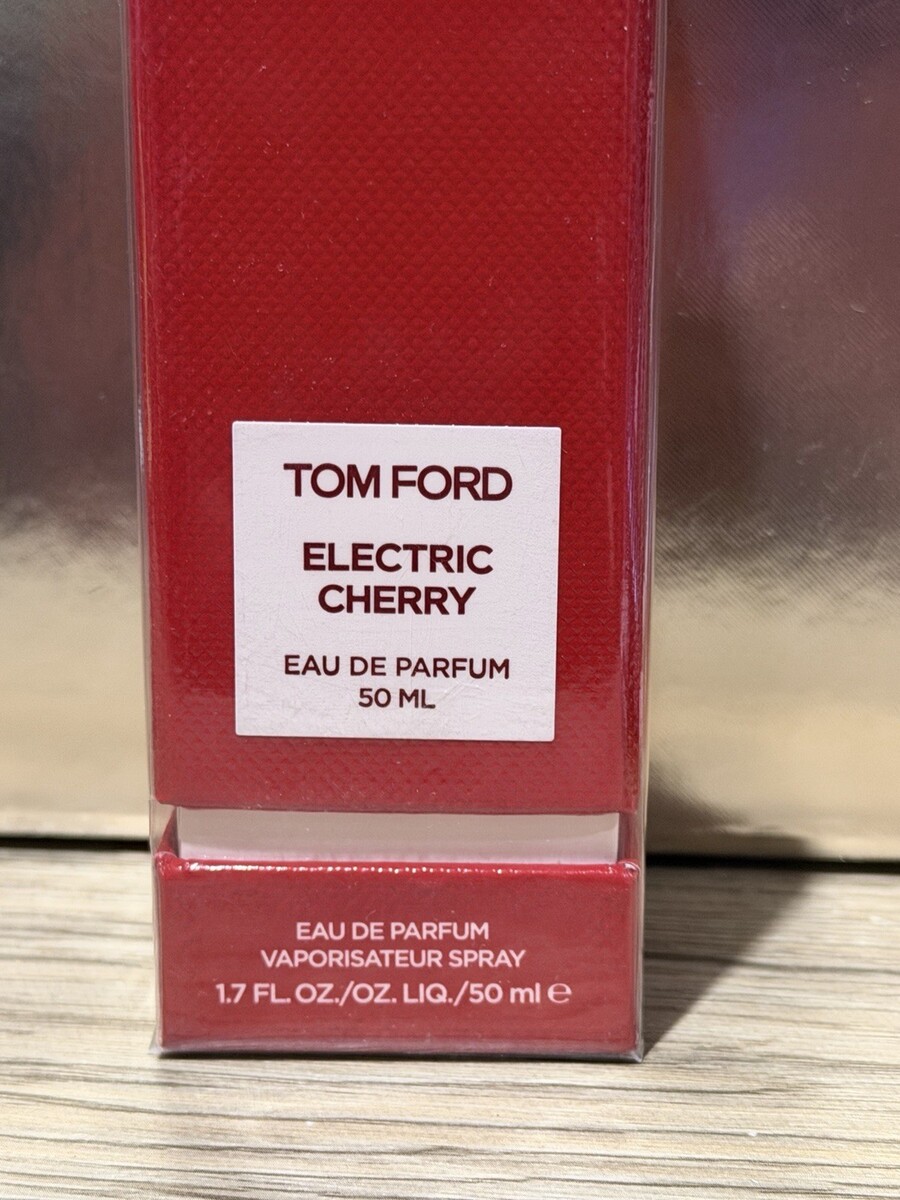 TOM FORD
ELECTRIC
CHERRY
EAU DE PARFUM
50 ML
EAU DE PARFUM
VAPORISATEUR SPRAY
1.7 FL. OZ./OZ. LIQ./50 ml ℮